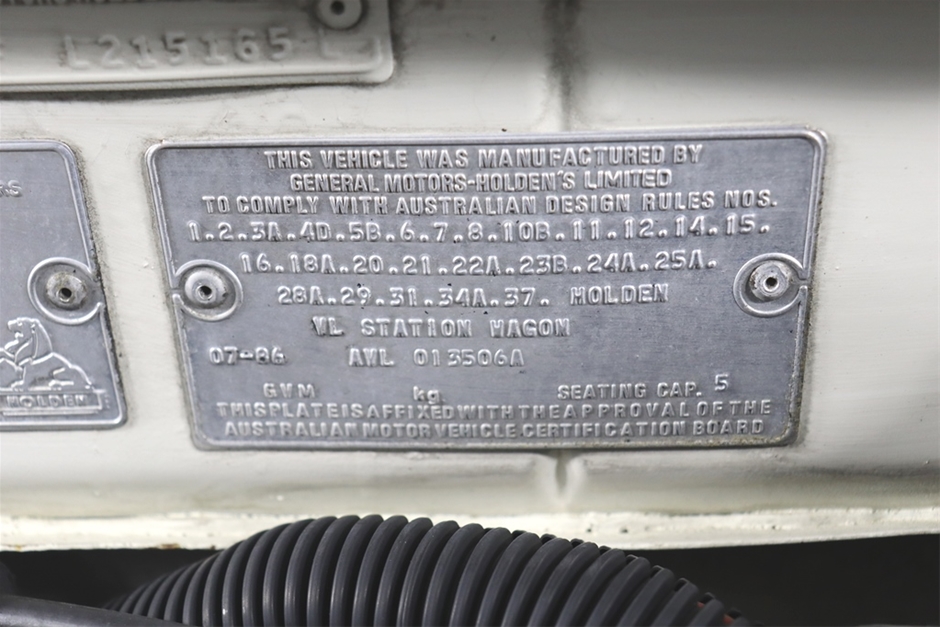 L215165 L
THIS VEHICLE WAS MANUFACTURED BY
GENERAL MOTORS-HOLDEN'S LIMITED
TO COMPLY WITH AUSTRALIAN DESIGN RULES NOS.
1.2.3A.4D.5B.6.7.8.10B.11.12.14.15.
16.18A.20.21.22A.23B.24A.25A.
28A.29.31.34A.37. HOLDEN
VL STATION WAGON
07-86 AVL 013506A
GVM kg SEATING CAP. 5
THIS PLATE IS AFFIXED WITH THE APPROVAL OF THE
AUSTRALIAN MOTOR VEHICLE CERTIFICATION BOARD
HOLDEN